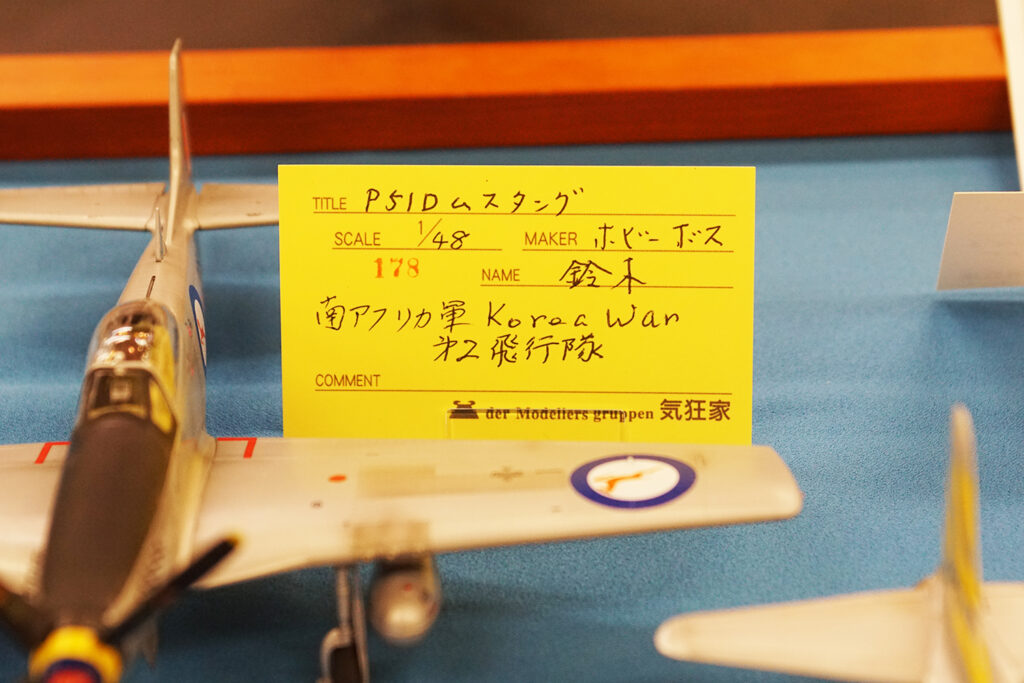 TITLE P51Dムスタング
SCALE 1/48 MAKER ホビーボス
178 NAME 鈴木
南アフリカ軍 Korea War
第2飛行隊
COMMENT
der Modeliers gruppen 気狂家